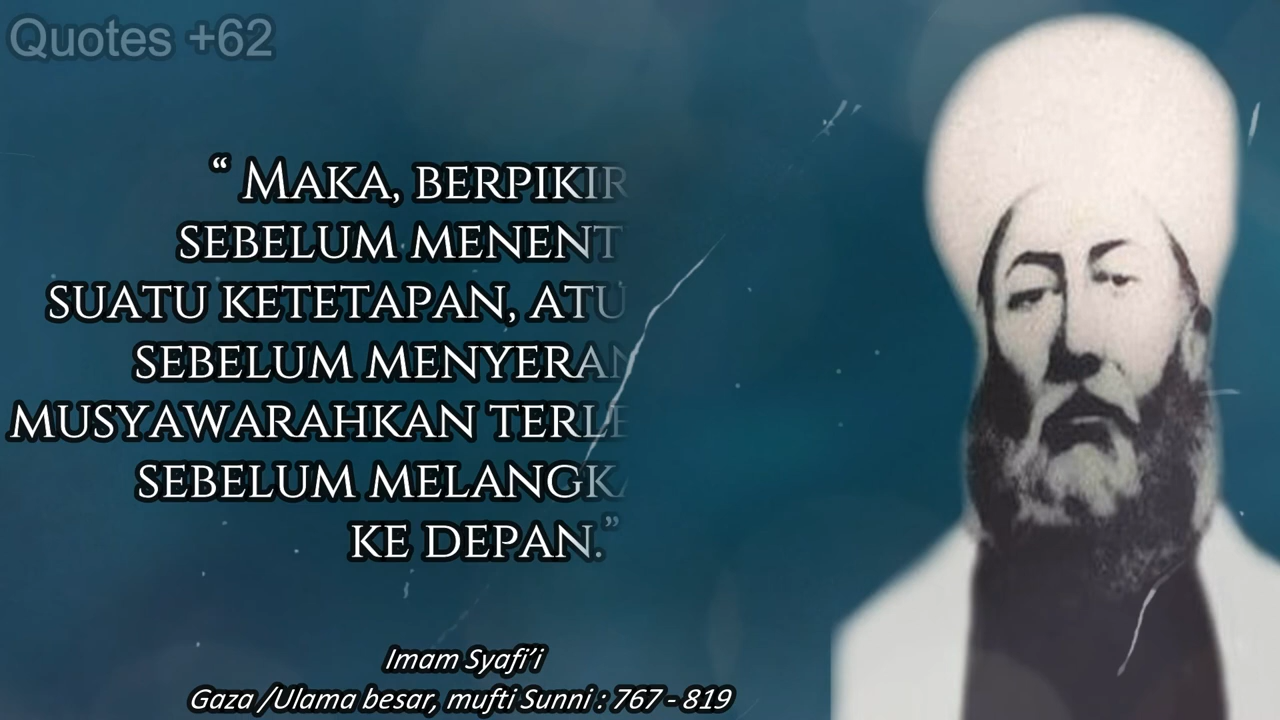 Quotes +62
“ Maka, berpikir
sebelum menent
suatu ketetapan, atu
sebelum menyeran
musyawarahkan terle
sebelum melangka
ke depan.”
Imam Syafi’i
Gaza /Ulama besar, mufti Sunni : 767 - 819